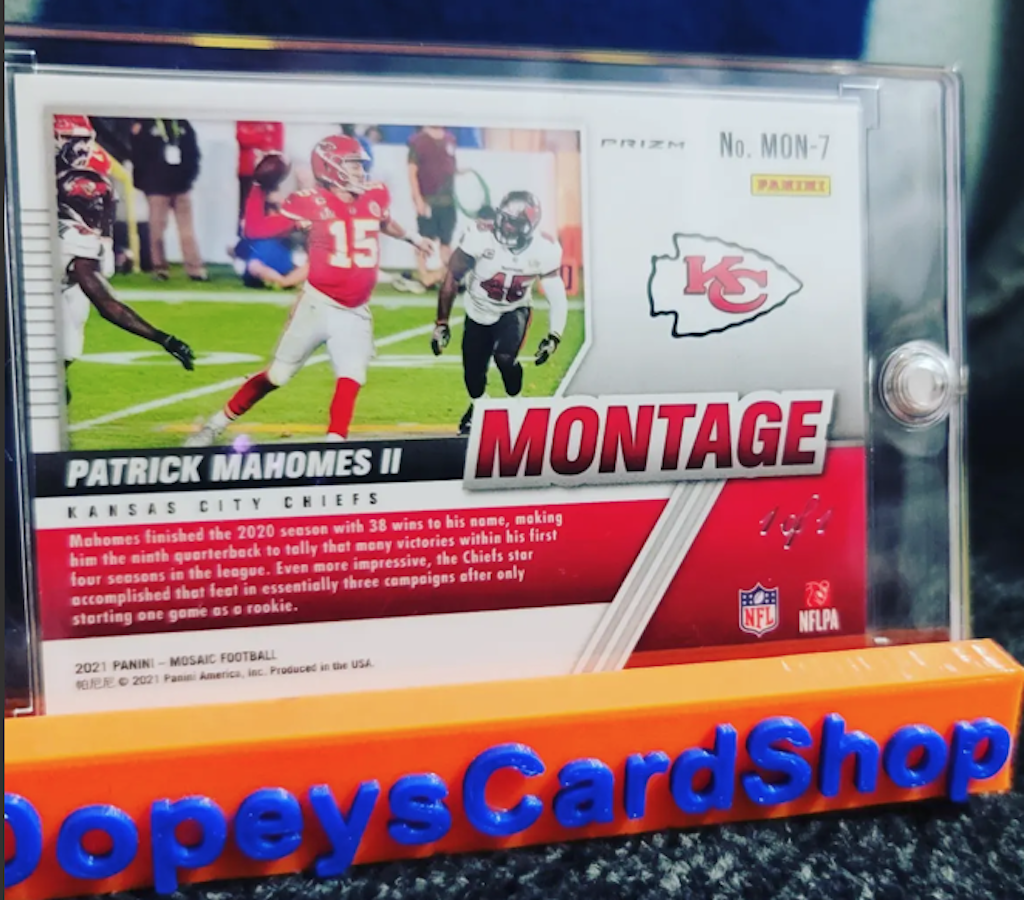 PRIZM
No. MON-7
PANINI
KC
15
45
MONTAGE
PATRICK MAHOMES II
KANSAS CITY CHIEFS
Mahomes finished the 2020 season with 38 wins to his name, making
him the ninth quarterback to tally that many victories within his first
four seasons in the league. Even more impressive, the Chiefs star
accomplished that feat in essentially three campaigns after only
starting one game as a rookie.
1 of 1
NFL
NFLPA
2021 PANINI – MOSAIC FOOTBALL
帕尼尼 © 2021 Panini America, Inc. Produced in the USA.
DopeysCardShop